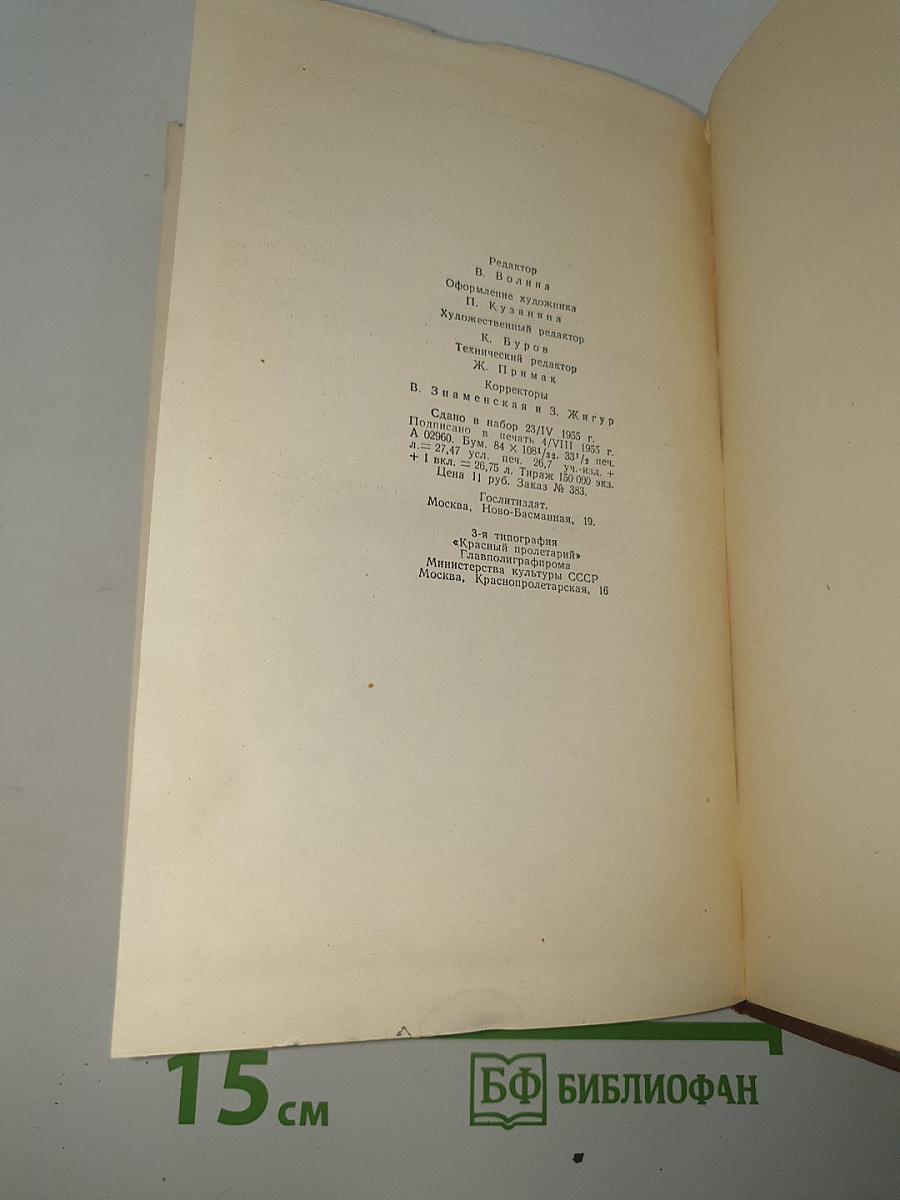 Редактор
В. Волина
Оформление художника
П. Кузаняна
Художественный редактор
К. Буров
Технический редактор
Ж. Примак
Корректоры
В. Знаменская и З. Жигур
Сдано в набор 23/IV 1955 г.
Подписано в печать 4/VIII 1955 г.
А 02960. Бум. 84 × 108¹/₃₂. 33¹/₂ печ.
л.= 27,47 усл. печ. 26,7 уч.-изд. +
+ 1 вкл. = 26,75 л. Тираж 150 000 экз.
Цена 11 руб. Заказ № 383.
Гослитиздат.
Москва, Ново-Басманная, 19.
3-я типография
«Красный пролетарий»
Главполиграфпрома
Министерства культуры СССР
Москва, Краснопролетарская, 16
15 см
БФ БИБЛИОФАН